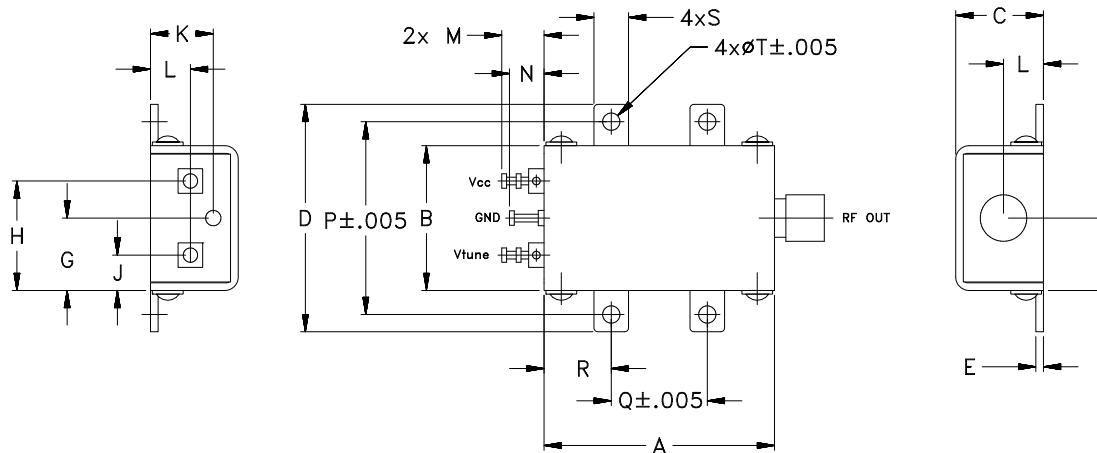 K
L
H
G
J
2x M
N
4xS
4xøT±.005
D
P±.005
B
Vcc
GND
Vtune
RF OUT
R
Q±.005
A
C
L
E